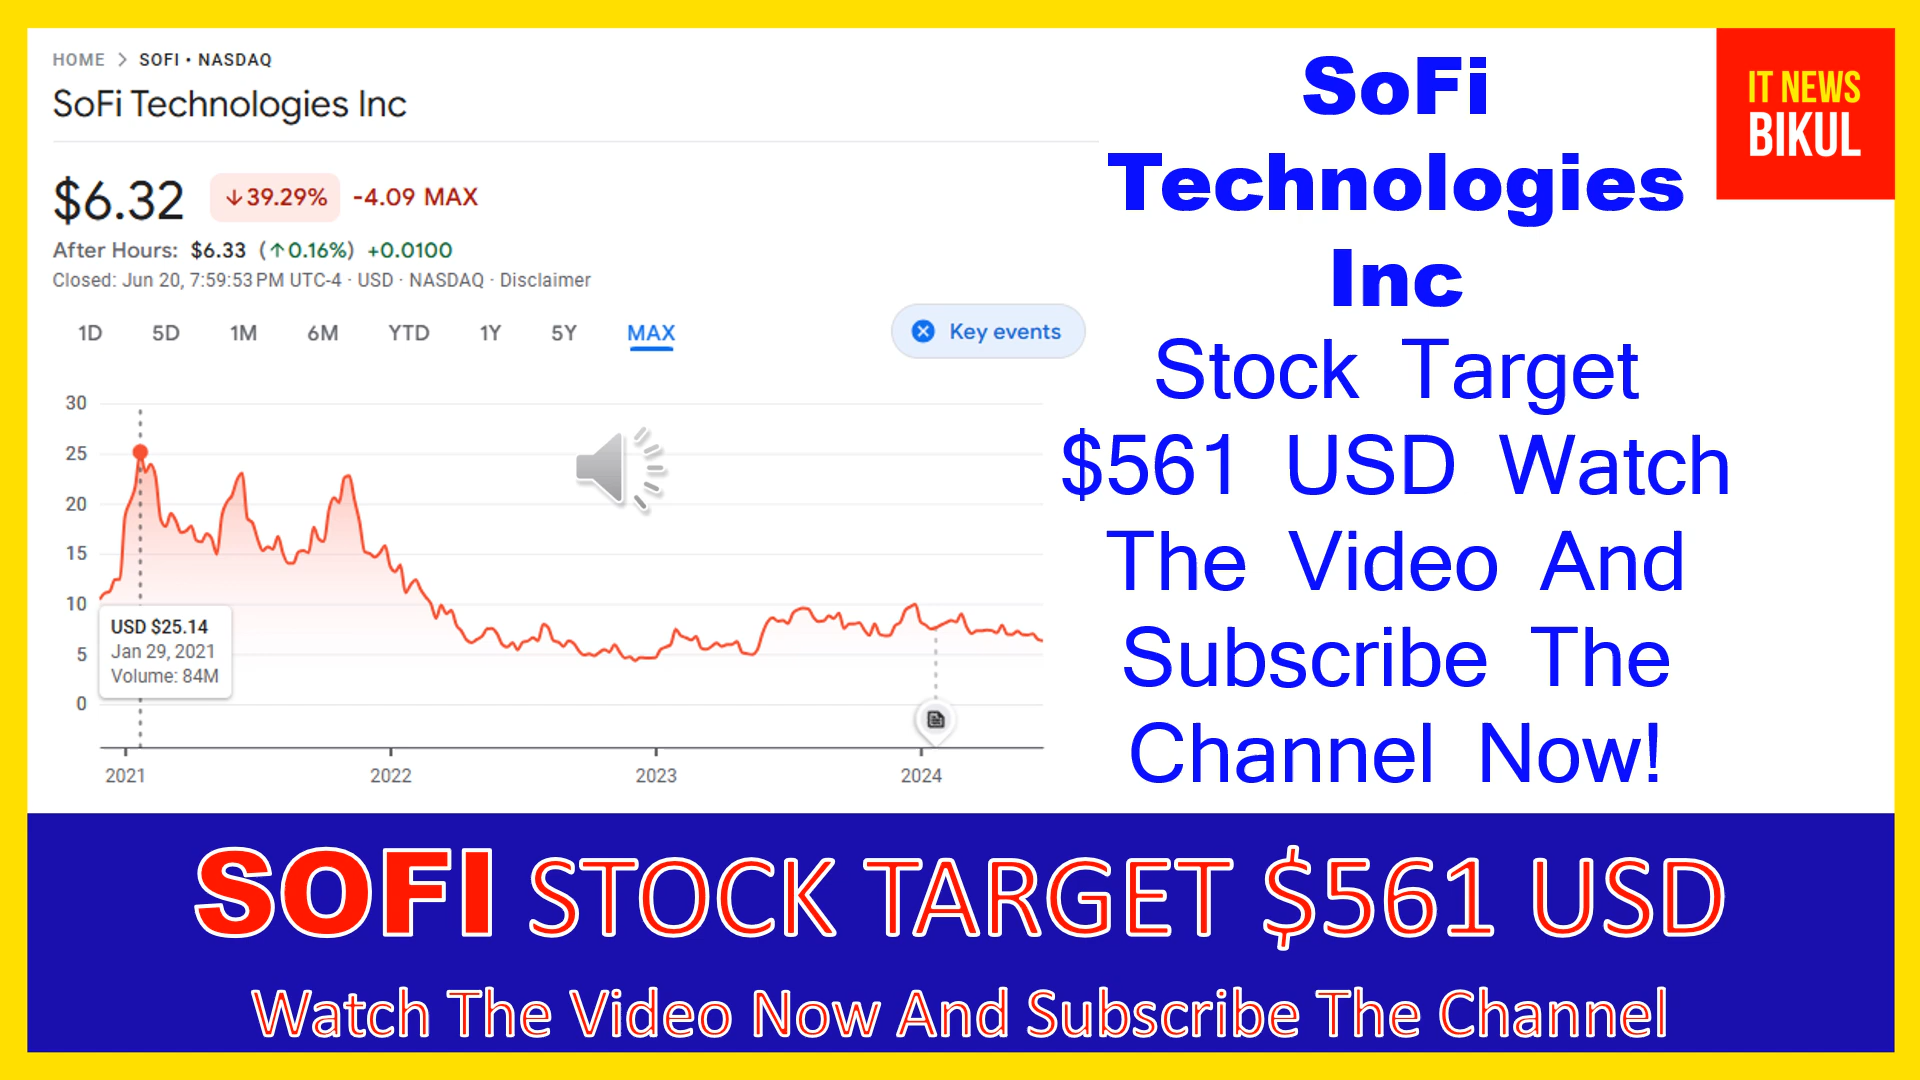 HOME > SOFI • NASDAQ
SoFi Technologies Inc
$6.32 ↓39.29% -4.09 MAX
After Hours: $6.33 (↑0.16%) +0.0100
Closed: Jun 20, 7:59:53 PM UTC-4 · USD · NASDAQ · Disclaimer
1D 5D 1M 6M YTD 1Y 5Y MAX
Key events
30
25
20
15
10
5
0
USD $25.14
Jan 29, 2021
Volume: 84M
2021 2022 2023 2024
SoFi
Technologies
Inc
Stock Target
$561 USD Watch
The Video And
Subscribe The
Channel Now!
IT NEWS
BIKUL
SOFI STOCK TARGET $561 USD
Watch The Video Now And Subscribe The Channel